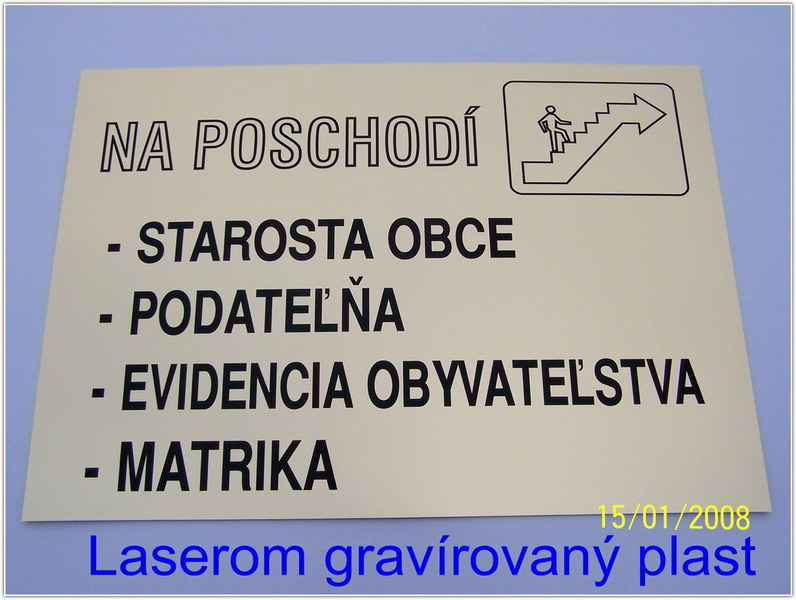 NA POSCHODÍ
- STAROSTA OBCE
- PODATEĽŇA
- EVIDENCIA OBYVATEĽSTVA
- MATRIKA
15/01/2008
Laserom gravírovaný plast